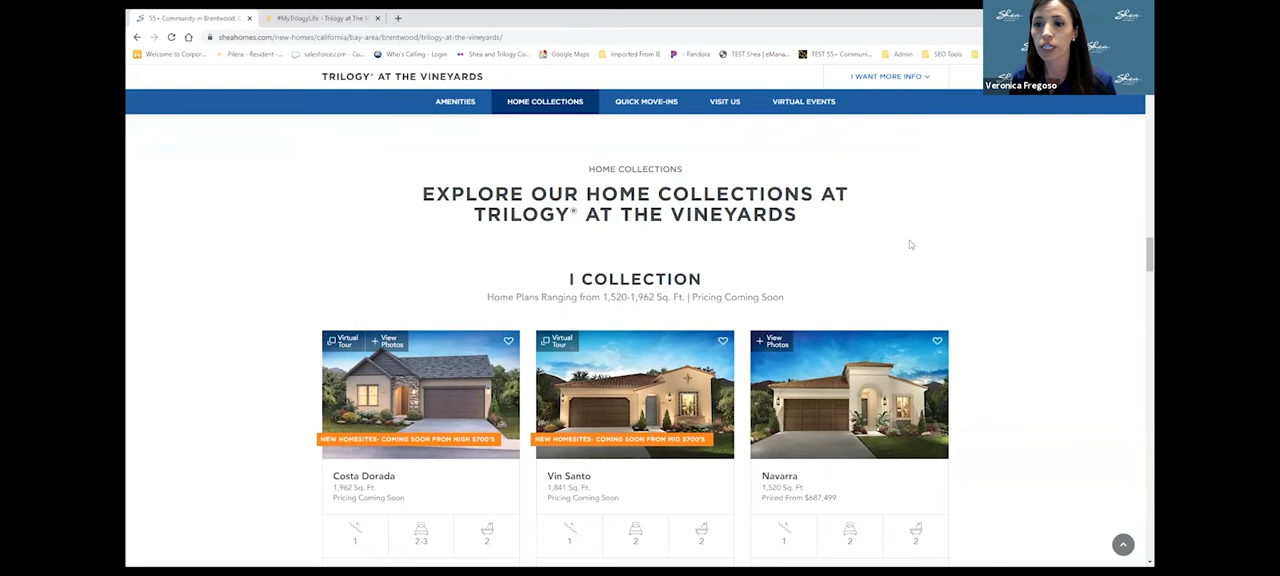 55+ Community in Brentwood, C
#MyTrilogyLife - Trilogy at The V
sheahomes.com/new-homes/california/bay-area/brentwood/trilogy-at-the-vineyards/
Welcome to Corpor...
Pilera - Resident -...
salesforce.com - Cu...
Who's Calling - Login
Shea and Trilogy Co...
Google Maps
Imported From IE
- Pandora
TEST Shea | eMana...
TEST 55+ Communi...
Admin
SEO Tools
Shea
Shea
Shea
Veronica Fregoso
TRILOGY® AT THE VINEYARDS
I WANT MORE INFO
AMENITIES
HOME COLLECTIONS
QUICK MOVE-INS
VISIT US
VIRTUAL EVENTS
HOME COLLECTIONS
EXPLORE OUR HOME COLLECTIONS AT
TRILOGY® AT THE VINEYARDS
I COLLECTION
Home Plans Ranging from 1,520-1,962 Sq. Ft. | Pricing Coming Soon
Virtual Tour
+ View Photos
Virtual Tour
+ View Photos
NEW HOMESITES- COMING SOON FROM HIGH $700'S
NEW HOMESITES- COMING SOON FROM MID $700'S
Costa Dorada
1,962 Sq. Ft.
Pricing Coming Soon
1
2-3
2
Vin Santo
1,841 Sq. Ft.
Pricing Coming Soon
1
2
2
Navarra
1,520 Sq. Ft.
Priced From $687,499
1
2
2